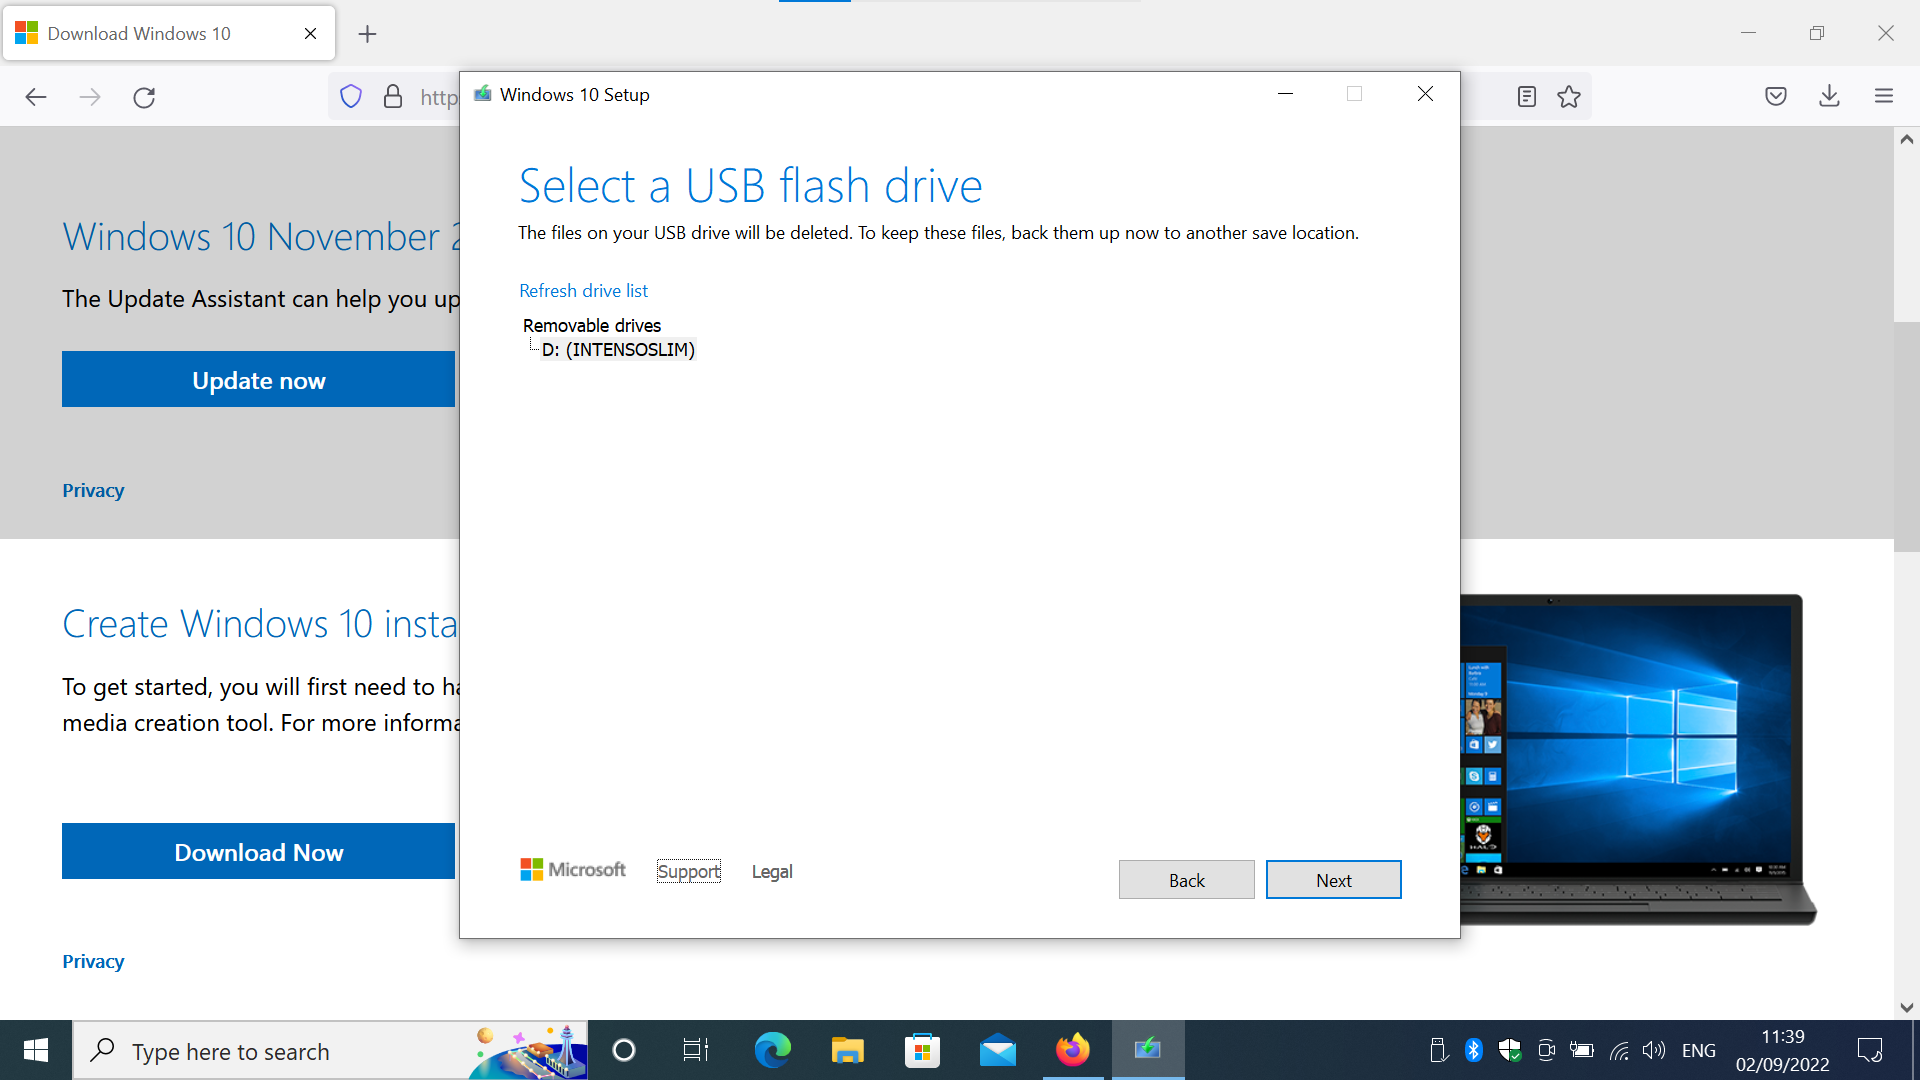 Download Windows 10
http
Windows 10 Setup
Select a USB flash drive
The files on your USB drive will be deleted. To keep these files, back them up now to another save location.
Refresh drive list
Removable drives
D: (INTENSOSLIM)
Microsoft
Support
Legal
Back
Next
Windows 10 November 2
The Update Assistant can help you up
Update now
Privacy
Create Windows 10 insta
To get started, you will first need to ha
media creation tool. For more informa
Download Now
Privacy
HALO
Type here to search
ENG
11:39
02/09/2022